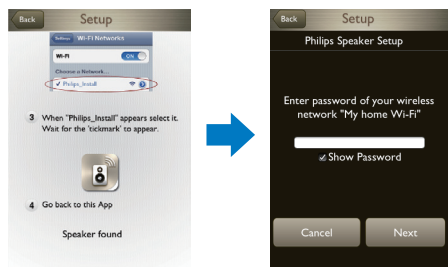 Back
Setup
Settings
Wi-Fi Networks
Wi-Fi
ON
Choose a Network...
✓ Philips_Install
3 When "Philips_Install" appears select it.
Wait for the 'tickmark' to appear.
4 Go back to this App
Speaker found
Back
Setup
Philips Speaker Setup
Enter password of your wireless
network "My home Wi-Fi"
Show Password
Cancel
Next